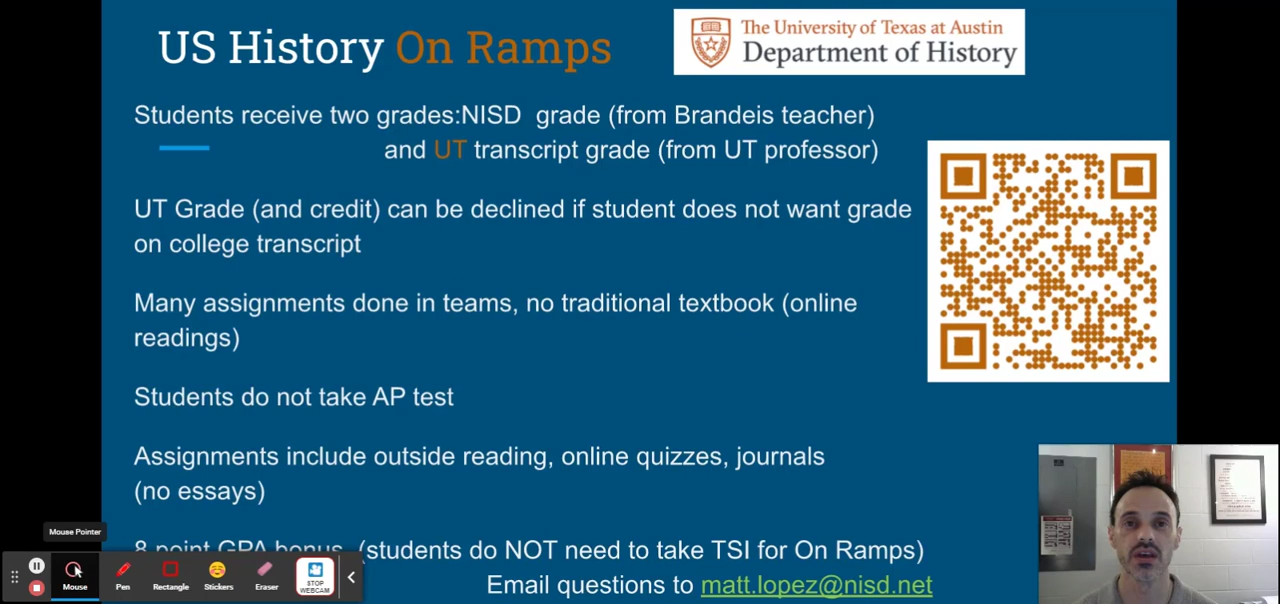 US History On Ramps
The University of Texas at Austin
Department of History
Students receive two grades:NISD grade (from Brandeis teacher)
and UT transcript grade (from UT professor)
UT Grade (and credit) can be declined if student does not want grade
on college transcript
Many assignments done in teams, no traditional textbook (online
readings)
Students do not take AP test
Assignments include outside reading, online quizzes, journals
(no essays)
8 point GPA bonus (students do NOT need to take TSI for On Ramps)
Email questions to matt.lopez@nisd.net
Mouse Pointer
Mouse
Pen
Rectangle
Stickers
Eraser
STOP
WEBCAM